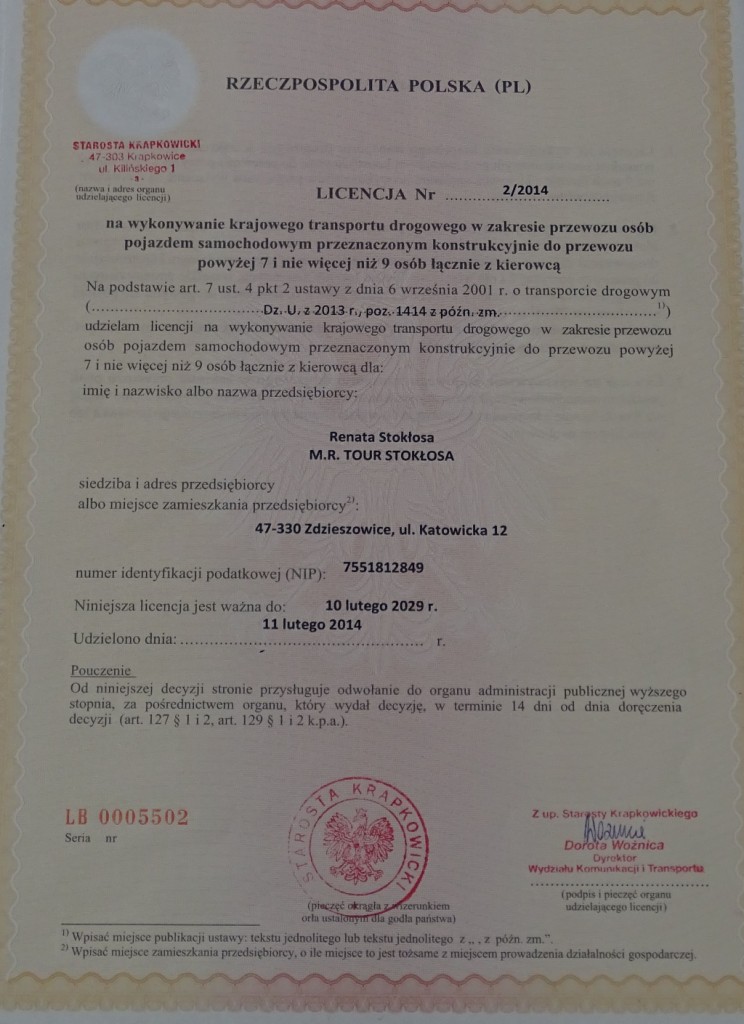 RZECZPOSPOLITA POLSKA (PL)
STAROSTA KRAPKOWICKI
47-303 Krapkowice
ul. Kilińskiego 1
- 3 -
(nazwa i adres organu
udzielającego licencji)
LICENCJA Nr ..... 2/2014 .....
na wykonywanie krajowego transportu drogowego w zakresie przewozu osób
pojazdem samochodowym przeznaczonym konstrukcyjnie do przewozu
powyżej 7 i nie więcej niż 9 osób łącznie z kierowcą
Na podstawie art. 7 ust. 4 pkt 2 ustawy z dnia 6 września 2001 r. o transporcie drogowym
(.....Dz. U. z 2013 r., poz. 1414 z późn. zm......¹⁾)
udzielam licencji na wykonywanie krajowego transportu drogowego w zakresie przewozu
osób pojazdem samochodowym przeznaczonym konstrukcyjnie do przewozu powyżej
7 i nie więcej niż 9 osób łącznie z kierowcą dla:
imię i nazwisko albo nazwa przedsiębiorcy:
Renata Stokłosa
M.R. TOUR STOKŁOSA
siedziba i adres przedsiębiorcy
albo miejsce zamieszkania przedsiębiorcy²⁾:
47-330 Zdzieszowice, ul. Katowicka 12
numer identyfikacji podatkowej (NIP): 7551812849
Niniejsza licencja jest ważna do: 10 lutego 2029 r.
11 lutego 2014
Udzielono dnia: ..... r.
Pouczenie
Od niniejszej decyzji stronie przysługuje odwołanie do organu administracji publicznej wyższego
stopnia, za pośrednictwem organu, który wydał decyzję, w terminie 14 dni od dnia doręczenia
decyzji (art. 127 § 1 i 2, art. 129 § 1 i 2 k.p.a.).
LB 0005502
Seria nr
STAROSTA KRAPKOWICKI
(pieczęć okrągła z wizerunkiem
orła ustalonym dla godła państwa)
Z up. Starosty Krapkowickiego
Dorota Woźnica
Dyrektor
Wydziału Komunikacji i Transportu
(podpis i pieczęć organu
udzielającego licencji)
¹⁾ Wpisać miejsce publikacji ustawy: tekstu jednolitego lub tekstu jednolitego z „ , z późn. zm.”.
²⁾ Wpisać miejsce zamieszkania przedsiębiorcy, o ile miejsce to jest tożsame z miejscem prowadzenia działalności gospodarczej.